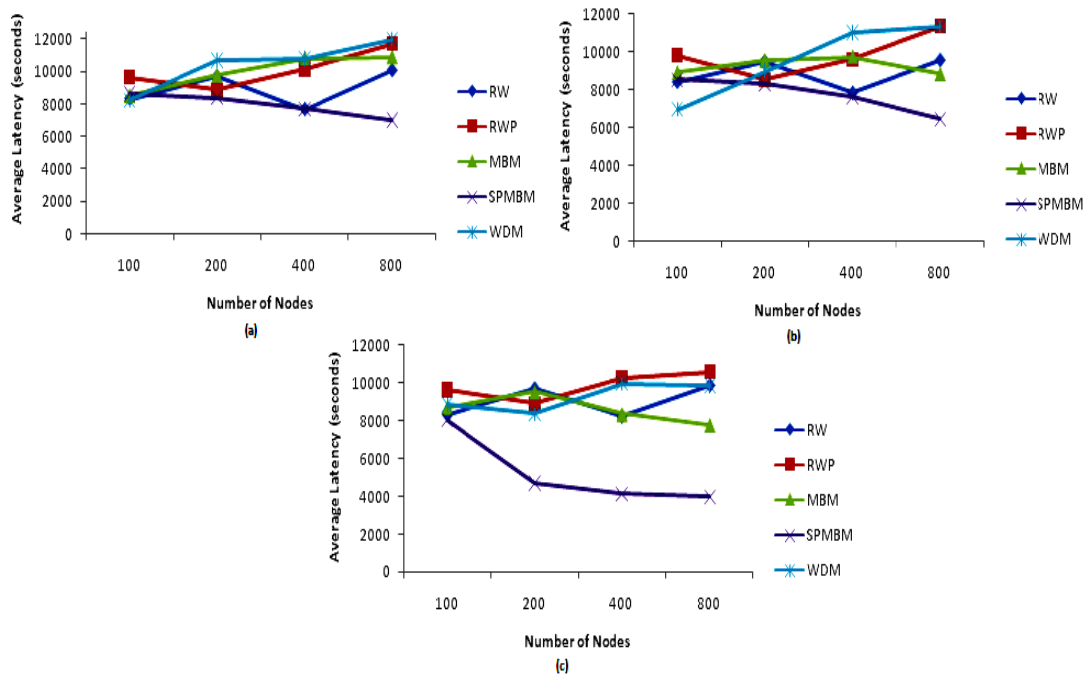 Average Latency (seconds)
12000
10000
8000
6000
4000
2000
0
100 200 400 800
Number of Nodes
(a)
RW
RWP
MBM
SPMBM
WDM
Average Latency (seconds)
12000
10000
8000
6000
4000
2000
0
100 200 400 800
Number of Nodes
(b)
RW
RWP
MBM
SPMBM
WDM
Average Latency (seconds)
12000
10000
8000
6000
4000
2000
0
100 200 400 800
Number of Nodes
(c)
RW
RWP
MBM
SPMBM
WDM